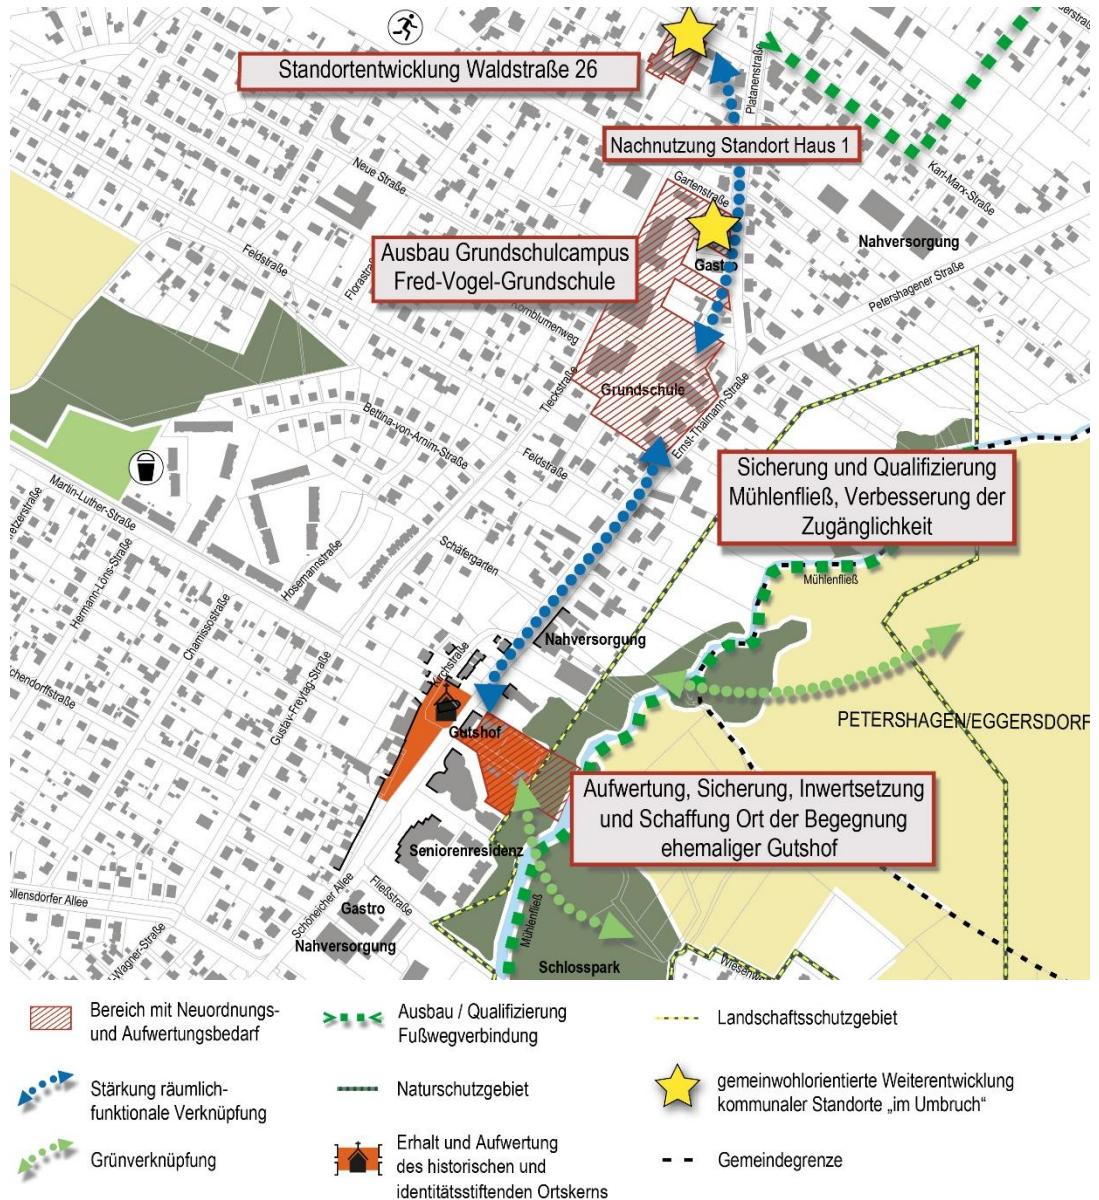 Standortentwicklung Waldstraße 26
Platanenstraße
Nachnutzung Standort Haus 1
Neue Straße
Gartenstraße
Karl-Marx-Straße
Nahversorgung
Feldstraße
Ausbau Grundschulcampus
Fred-Vogel-Grundschule
Gastro
Petershagener Straße
Kornblumenweg
Tieckstraße
Grundschule
Ernst-Thälmann-Straße
Bettina-von-Arnim-Straße
Feldstraße
Sicherung und Qualifizierung
Mühlenfließ, Verbesserung der
Zugänglichkeit
Martin-Luther-Straße
Hermann-Löns-Straße
Hosemannstraße
Schäfergarten
Mühlenfließ
Chamissostraße
Nahversorgung
Kirchstraße
Gustav-Freytag-Straße
PETERSHAGEN/EGGERSDORF
Gutshof
Aufwertung, Sicherung, Inwertsetzung
und Schaffung Ort der Begegnung
ehemaliger Gutshof
Seniorenresidenz
ollensdorfer Allee
Schöneicher Allee
Fließstraße
Gastro
Nahversorgung
Mühlenfließ
Schlosspark
Bereich mit Neuordnungs-
und Aufwertungsbedarf
Ausbau / Qualifizierung
Fußwegverbindung
Landschaftsschutzgebiet
Stärkung räumlich-
funktionale Verknüpfung
Naturschutzgebiet
gemeinwohlorientierte Weiterentwicklung
kommunaler Standorte „im Umbruch“
Grünverknüpfung
Erhalt und Aufwertung
des historischen und
identitätsstiftenden Ortskerns
Gemeindegrenze